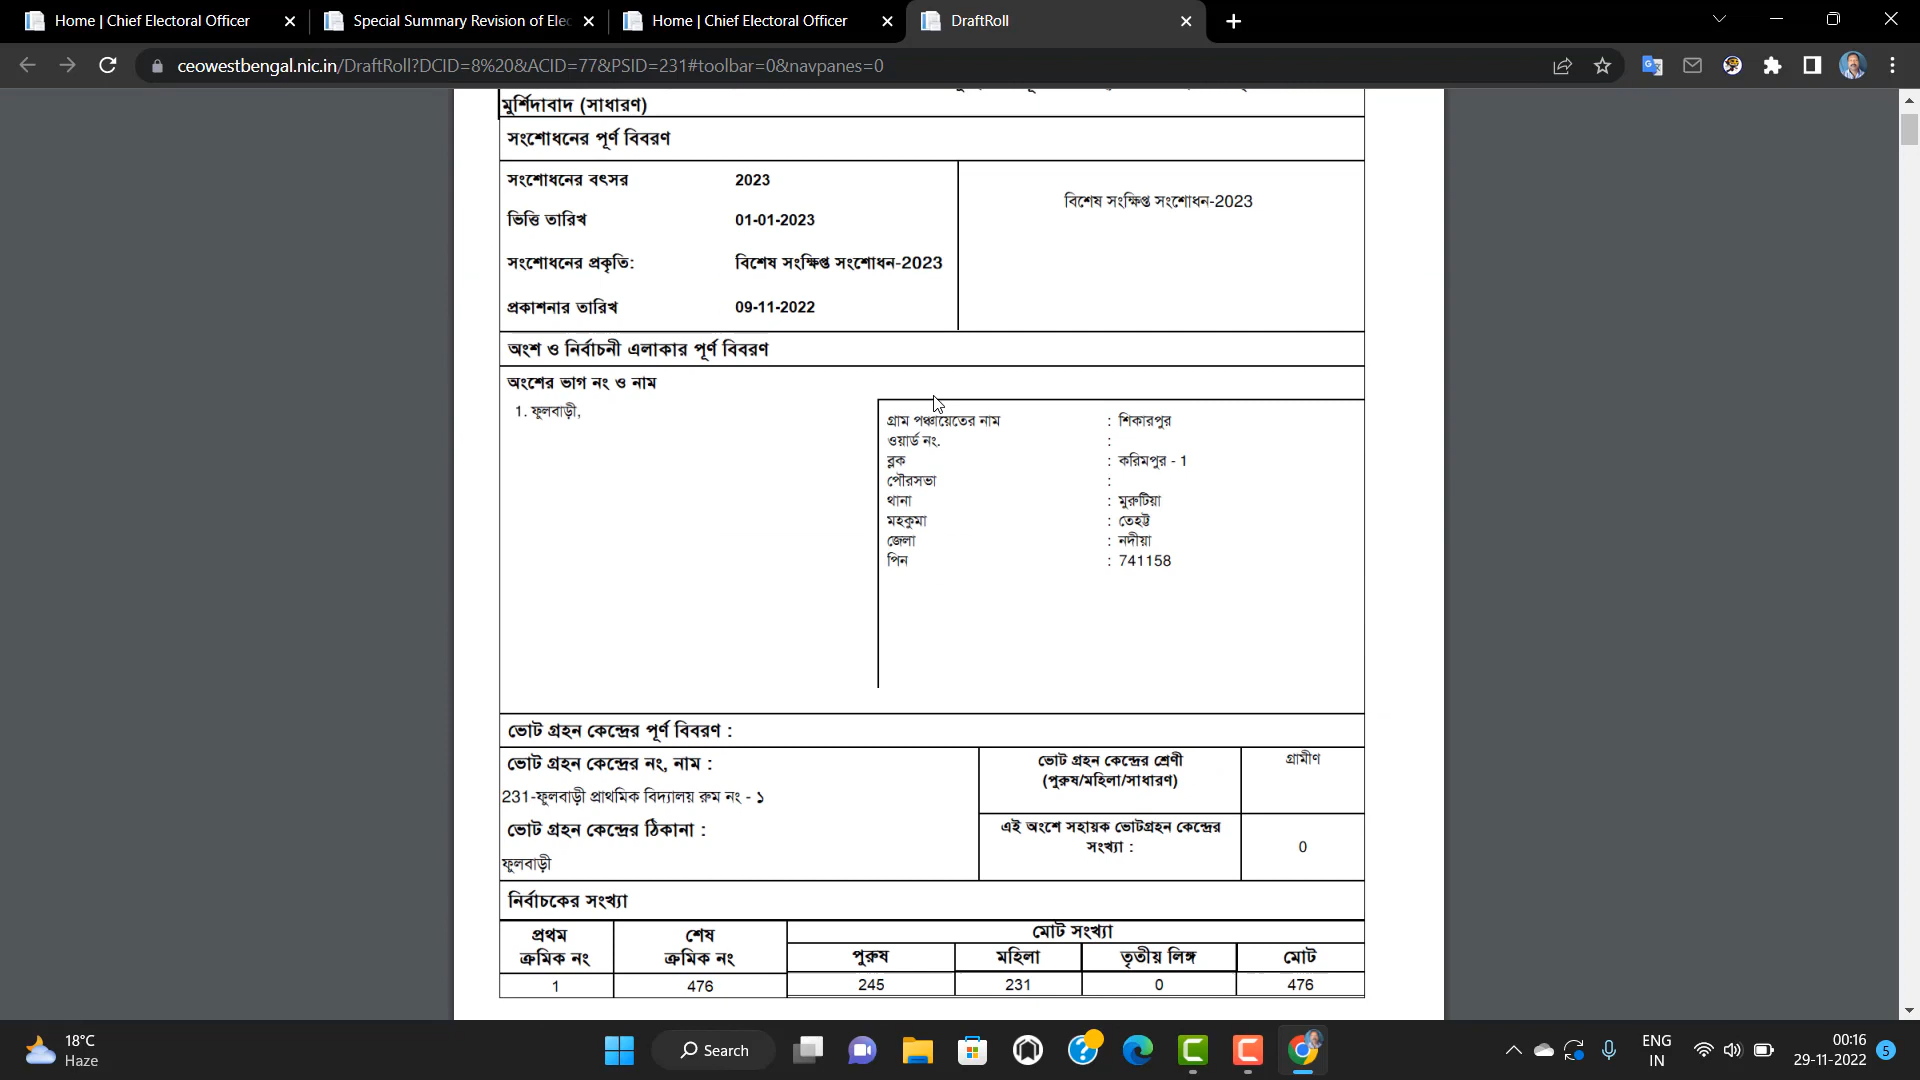 Home | Chief Electoral Officer
Special Summary Revision of Elec
Home | Chief Electoral Officer
DraftRoll
ceowestbengal.nic.in/DraftRoll?DCID=8%20&ACID=77&PSID=231#toolbar=0&navpanes=0
মুর্শিদাবাদ (সাধারণ)
সংশোধনের পূর্ণ বিবরণ
সংশোধনের বৎসর 2023
বিশেষ সংক্ষিপ্ত সংশোধন-2023
ভিত্তি তারিখ 01-01-2023
সংশোধনের প্রকৃতি: বিশেষ সংক্ষিপ্ত সংশোধন-2023
প্রকাশনার তারিখ 09-11-2022
অংশ ও নির্বাচনী এলাকার পূর্ণ বিবরণ
অংশের ভাগ নং ও নাম
1. ফুলবাড়ী,
গ্রাম পঞ্চায়েতের নাম : শিকারপুর
ওয়ার্ড নং. :
ব্লক : করিমপুর - 1
পৌরসভা :
থানা : মুরুটিয়া
মহকুমা : তেহট্ট
জেলা : নদীয়া
পিন : 741158
ভোট গ্রহন কেন্দ্রের পূর্ণ বিবরণ :
ভোট গ্রহন কেন্দ্রের নং, নাম :
231-ফুলবাড়ী প্রাথমিক বিদ্যালয় রুম নং - ১
ভোট গ্রহন কেন্দ্রের ঠিকানা :
ফুলবাড়ী
ভোট গ্রহন কেন্দ্রের শ্রেণী
(পুরুষ/মহিলা/সাধারণ)
গ্রামীণ
এই অংশে সহায়ক ভোটগ্রহন কেন্দ্রের
সংখ্যা :
0
নির্বাচকের সংখ্যা
প্রথম
ক্রমিক নং
শেষ
ক্রমিক নং
মোট সংখ্যা
পুরুষ মহিলা তৃতীয় লিঙ্গ মোট
1 476 245 231 0 476
18°C
Haze
Search
ENG
IN
00:16
29-11-2022
5